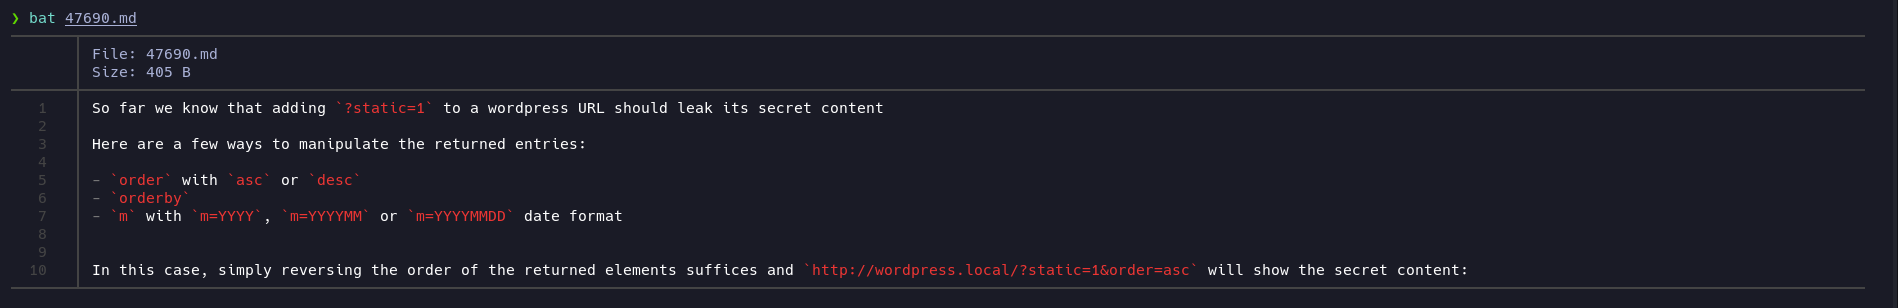 ❯ bat 47690.md
File: 47690.md
Size: 405 B
1 So far we know that adding `?static=1` to a wordpress URL should leak its secret content
2
3 Here are a few ways to manipulate the returned entries:
4
5 - `order` with `asc` or `desc`
6 - `orderby`
7 - `m` with `m=YYYY`, `m=YYYYMM` or `m=YYYYMMDD` date format
8
9
10 In this case, simply reversing the order of the returned elements suffices and `http://wordpress.local/?static=1&order=asc` will show the secret content: